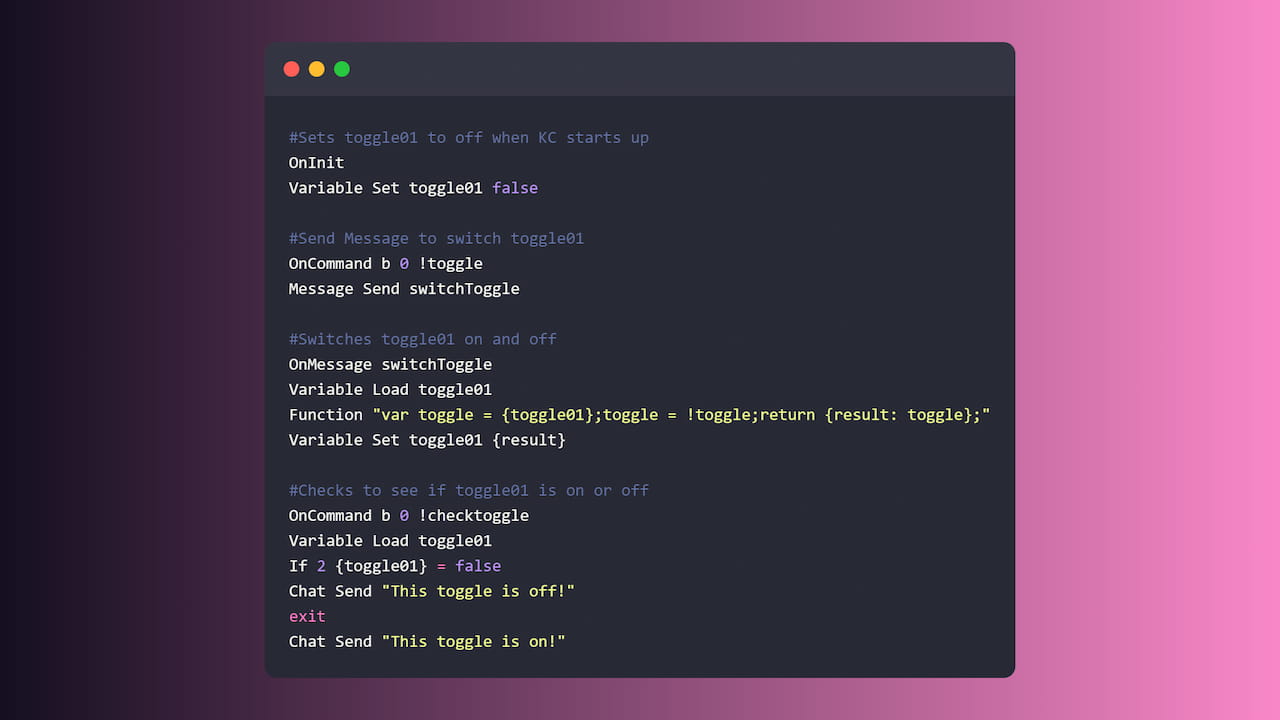 #Sets toggle01 to off when KC starts up
OnInit
Variable Set toggle01 false
#Send Message to switch toggle01
OnCommand b 0 !toggle
Message Send switchToggle
#Switches toggle01 on and off
OnMessage switchToggle
Variable Load toggle01
Function "var toggle = {toggle01};toggle = !toggle;return {result: toggle};"
Variable Set toggle01 {result}
#Checks to see if toggle01 is on or off
OnCommand b 0 !checktoggle
Variable Load toggle01
If 2 {toggle01} = false
Chat Send "This toggle is off!"
exit
Chat Send "This toggle is on!"